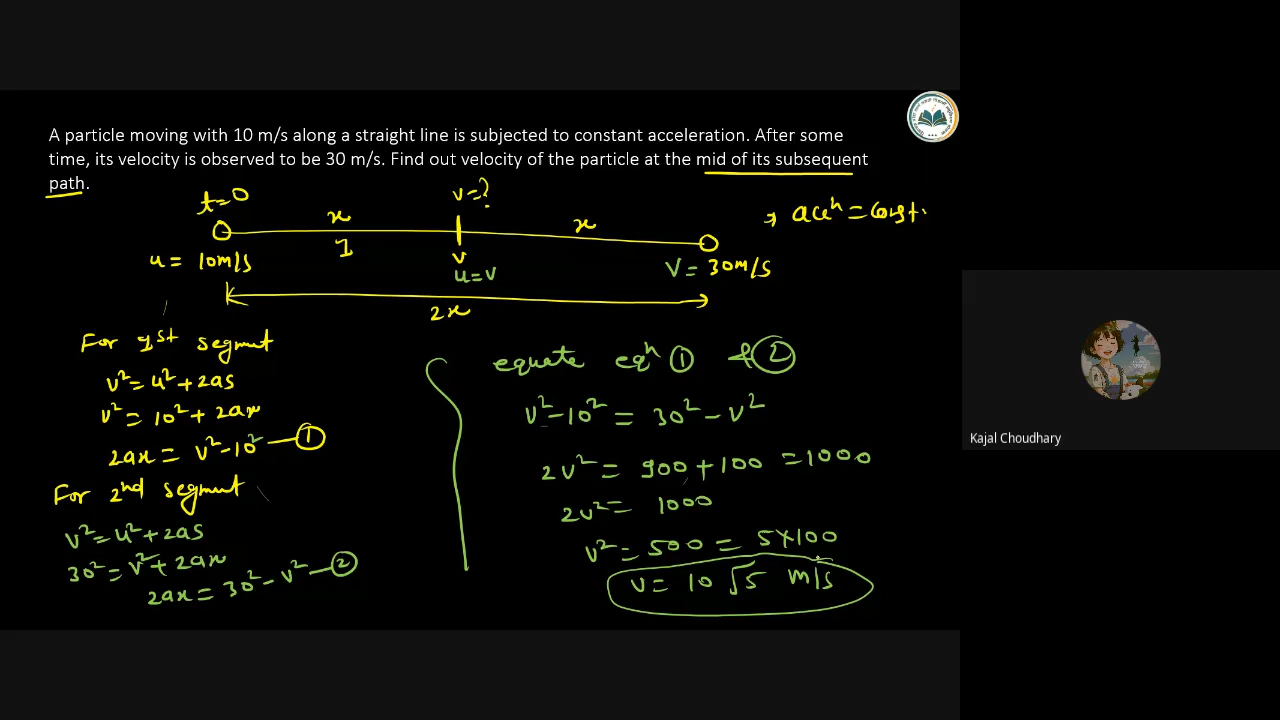 A particle moving with 10 m/s along a straight line is subjected to constant acceleration. After some
time, its velocity is observed to be 30 m/s. Find out velocity of the particle at the mid of its subsequent
path.
t=0
v=?
x
x
→ accⁿ = const.
1
u = 10m/s
v
u=v
V = 30m/s
2x
For 1st segment
v²=u²+2as
v²= 10²+2ax
2ax = v²-10² —①
For 2nd segment
v²=u²+2as
30²=v²+2ax
2ax = 30²-v² —②
equate eqⁿ ① & ②
v²-10² = 30²-v²
2v² = 900+100 =1000
2v² = 1000
v² = 500 = 5×100
v = 10 √5 m/s
Kajal Choudhary